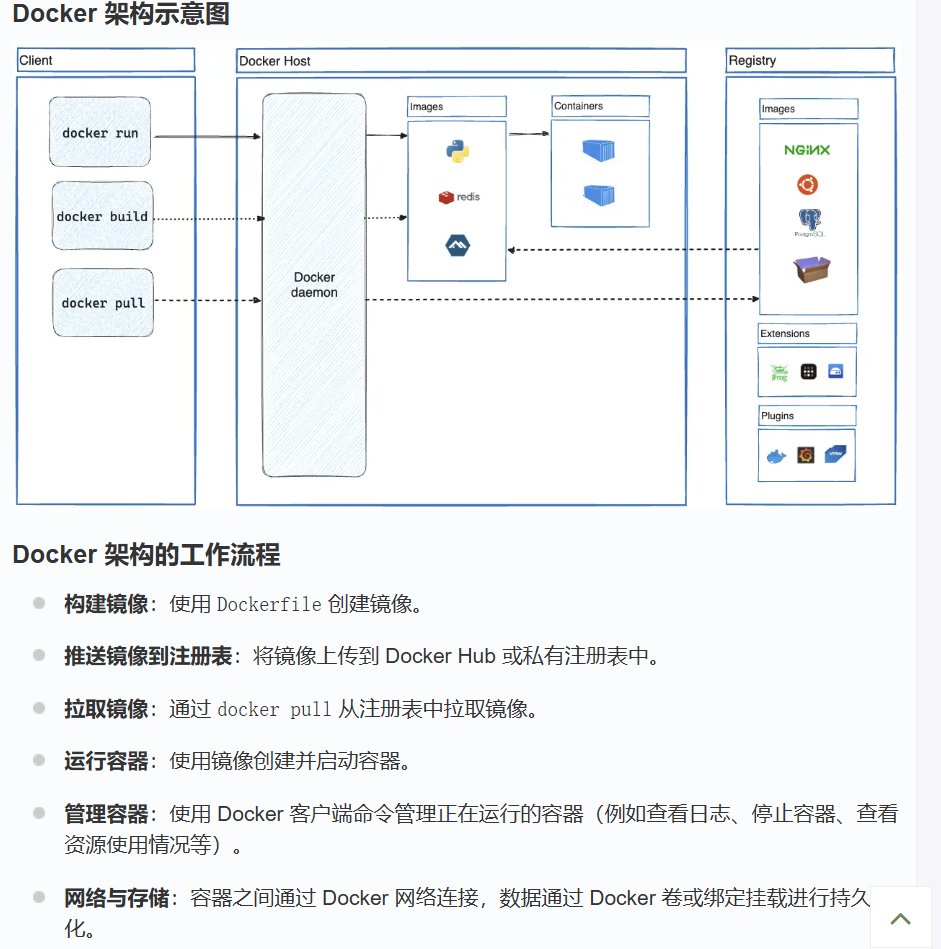 Docker 架构示意图
Client
Docker Host
Registry
docker run
docker build
docker pull
Docker
daemon
Images
redis
Containers
Images
NGINX
PostgreSQL
Extensions
JFrog
Plugins
Docker 架构的工作流程
构建镜像：使用 Dockerfile 创建镜像。
推送镜像到注册表：将镜像上传到 Docker Hub 或私有注册表中。
拉取镜像：通过 docker pull 从注册表中拉取镜像。
运行容器：使用镜像创建并启动容器。
管理容器：使用 Docker 客户端命令管理正在运行的容器（例如查看日志、停止容器、查看
资源使用情况等）。
网络与存储：容器之间通过 Docker 网络连接，数据通过 Docker 卷或绑定挂载进行持久
化。